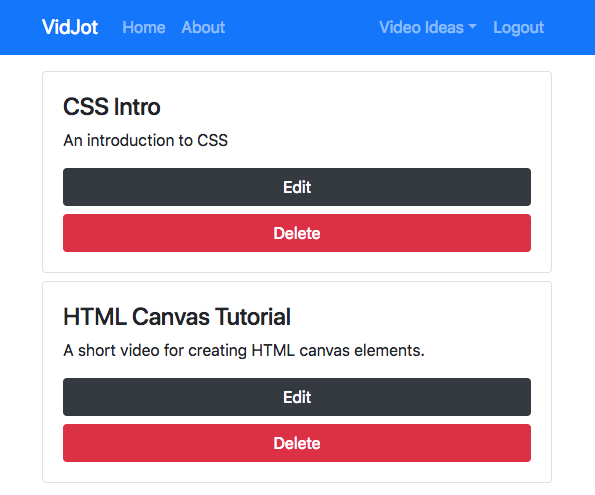 VidJot Home About Video Ideas Logout
CSS Intro
An introduction to CSS
Edit
Delete
HTML Canvas Tutorial
A short video for creating HTML canvas elements.
Edit
Delete